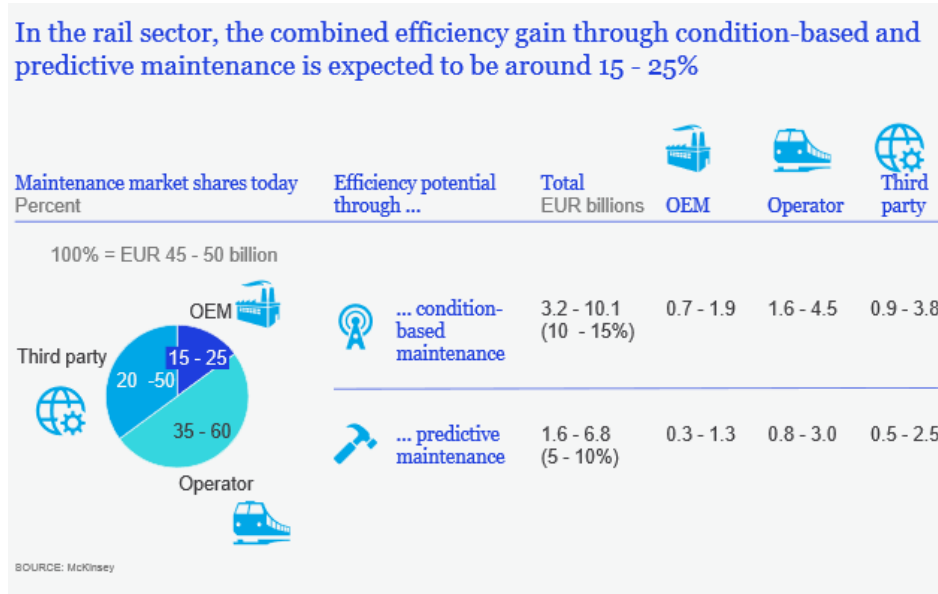 In the rail sector, the combined efficiency gain through condition-based and
predictive maintenance is expected to be around 15 - 25%
Maintenance market shares today
Percent
Efficiency potential
through ...
Total
EUR billions
OEM
Operator
Third
party
100% = EUR 45 - 50 billion
OEM
Third party
15 - 25
20 -50
35 - 60
Operator
... condition-
based
maintenance
3.2 - 10.1
(10 - 15%)
0.7 - 1.9
1.6 - 4.5
0.9 - 3.8
... predictive
maintenance
1.6 - 6.8
(5 - 10%)
0.3 - 1.3
0.8 - 3.0
0.5 - 2.5
SOURCE: McKinsey